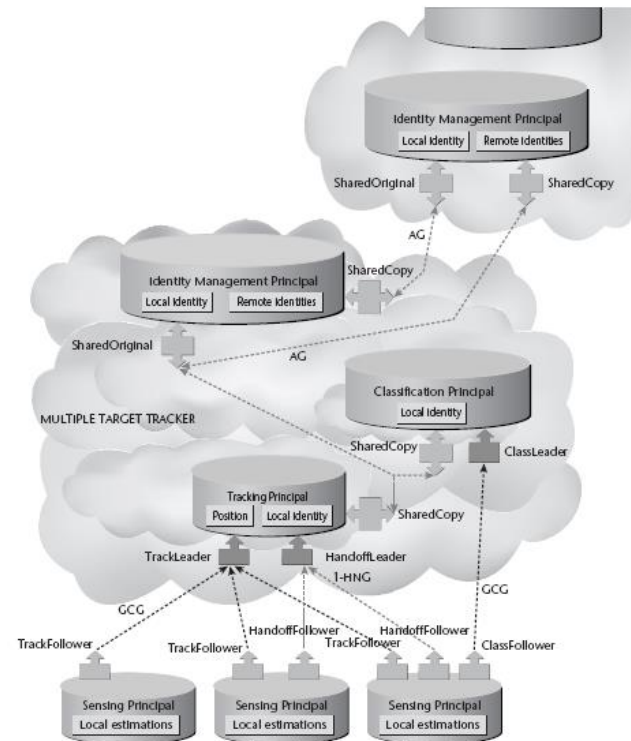 Identity Management Principal
Local identity
Remote identities
SharedOriginal
SharedCopy
AG
Identity Management Principal
Local identity
Remote identities
SharedCopy
SharedOriginal
AG
Classification Principal
Local identity
MULTIPLE TARGET TRACKER
SharedCopy
ClassLeader
Tracking Principal
Position
Local identity
SharedCopy
TrackLeader
HandoffLeader
1-HNG
GCG
GCG
TrackFollower
TrackFollower
HandoffFollower
TrackFollower
HandoffFollower
ClassFollower
Sensing Principal
Local estimations
Sensing Principal
Local estimations
Sensing Principal
Local estimations